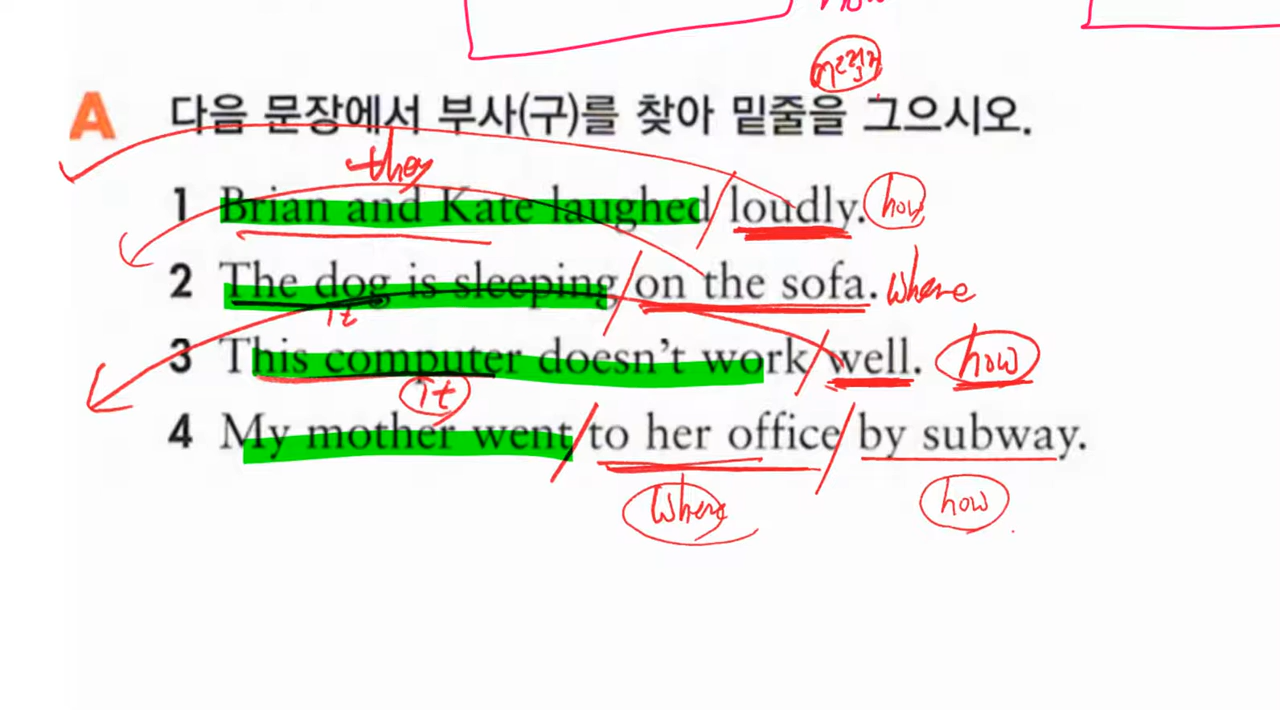 how
A 다음 문장에서 부사(구)를 찾아 밑줄을 그으시오.
they
1 Brian and Kate laughed / loudly. how
2 The dog is sleeping / on the sofa. where
it
3 This computer doesn't work / well. how
it
4 My mother went / to her office / by subway.
where how